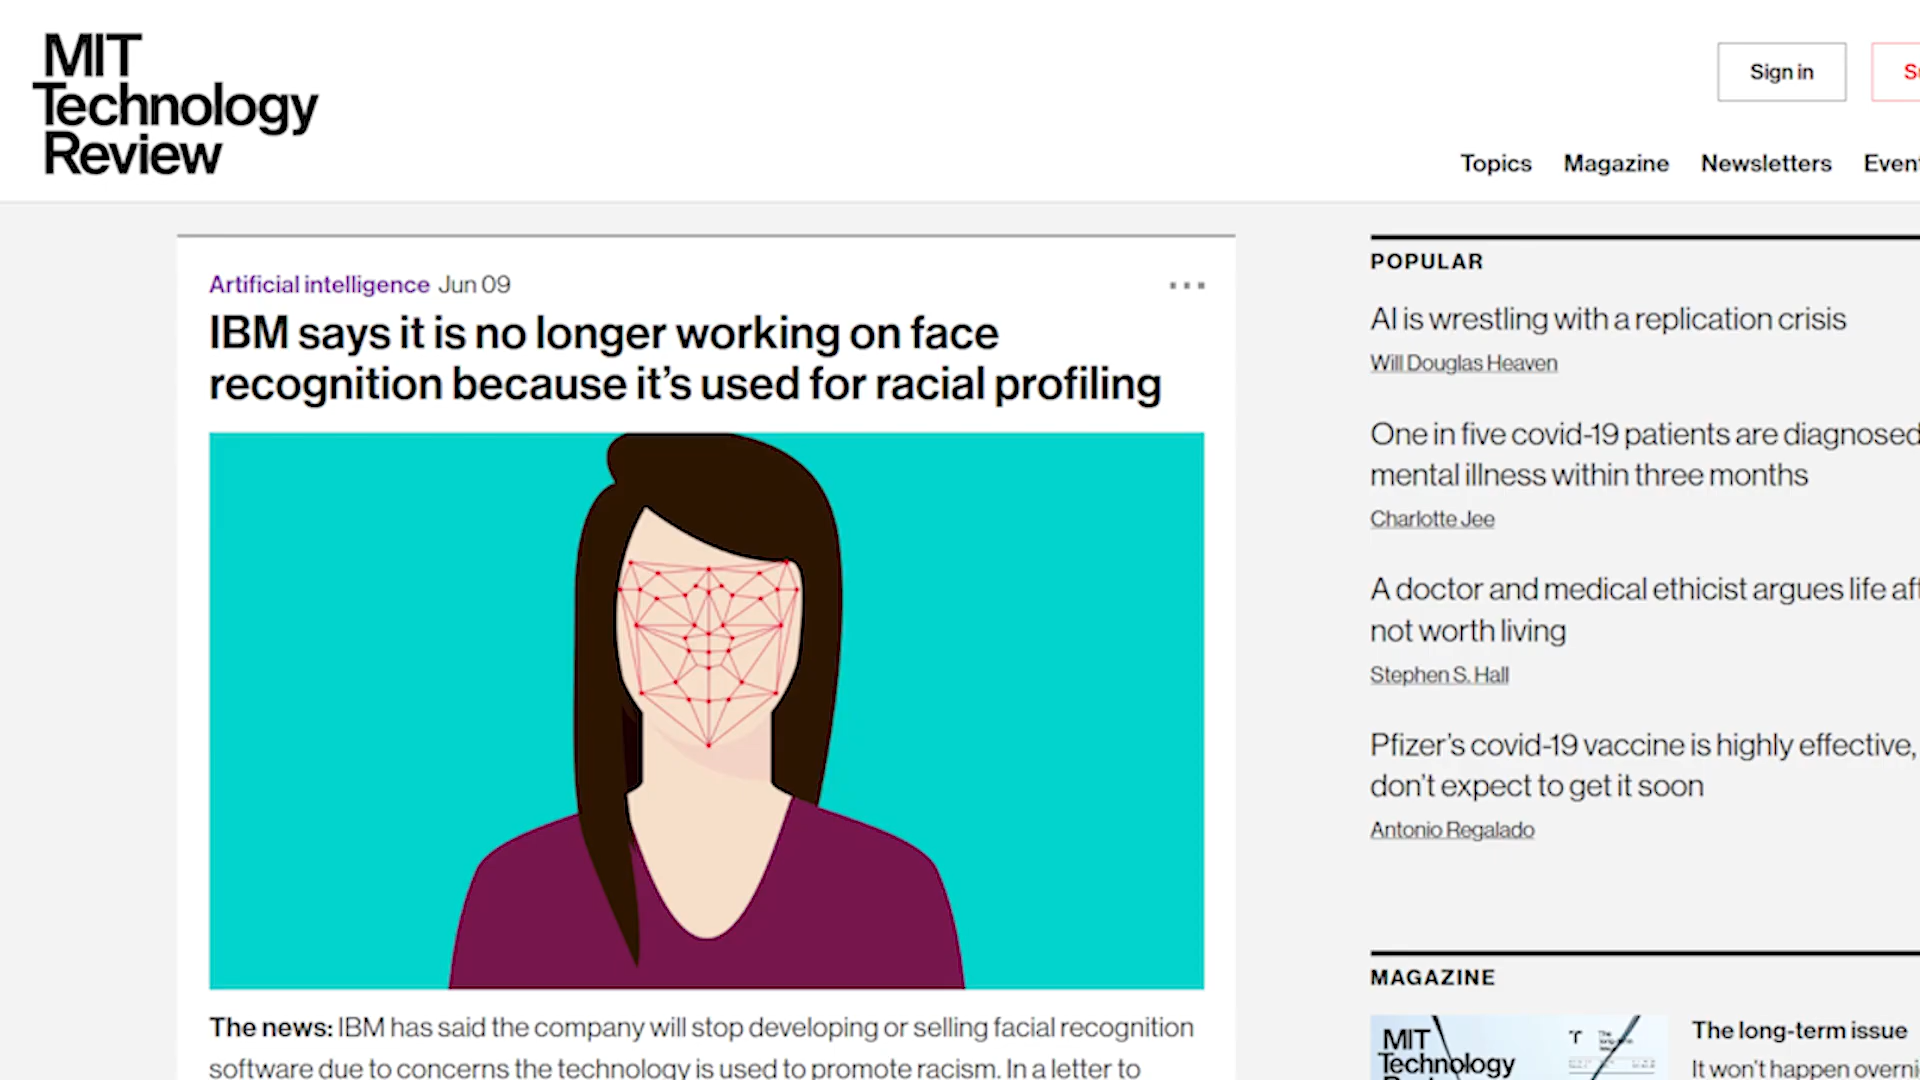 MIT
Technology
Review
Sign in
Topics Magazine Newsletters
Artificial intelligence Jun 09
IBM says it is no longer working on face
recognition because it's used for racial profiling
The news: IBM has said the company will stop developing or selling facial recognition
software due to concerns the technology is used to promote racism. In a letter to
POPULAR
AI is wrestling with a replication crisis
Will Douglas Heaven
One in five covid-19 patients are diagnosed
mental illness within three months
Charlotte Jee
A doctor and medical ethicist argues life
not worth living
Stephen S. Hall
Pfizer's covid-19 vaccine is highly effective,
don't expect to get it soon
Antonio Regalado
MAGAZINE
MIT
Technology
The long-term issue
It won't happen